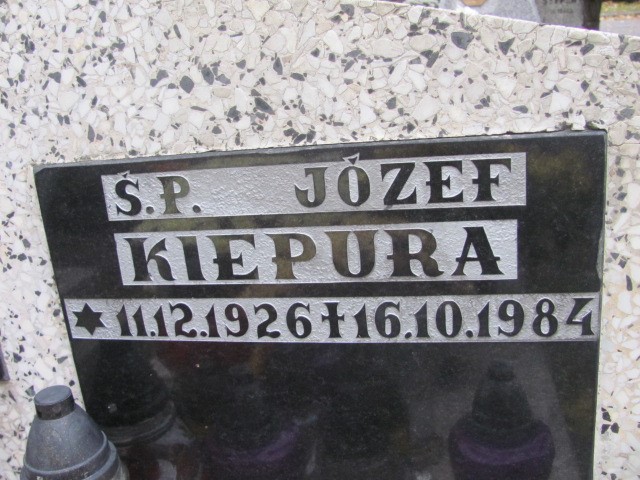 Ś.P. JÓZEF
KIEPURA
✶ 11.12.1926 ✝ 16.10.1984